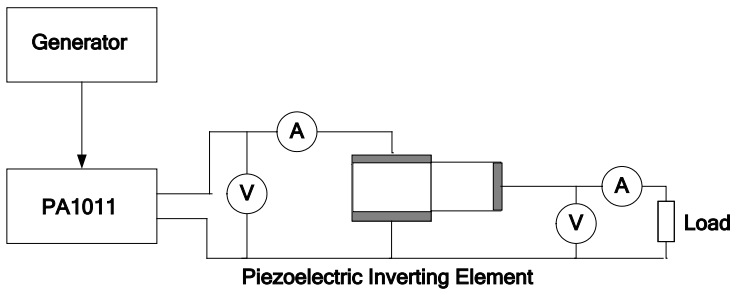 Generator
A
PA1011
V
A
V
Load
Piezoelectric Inverting Element